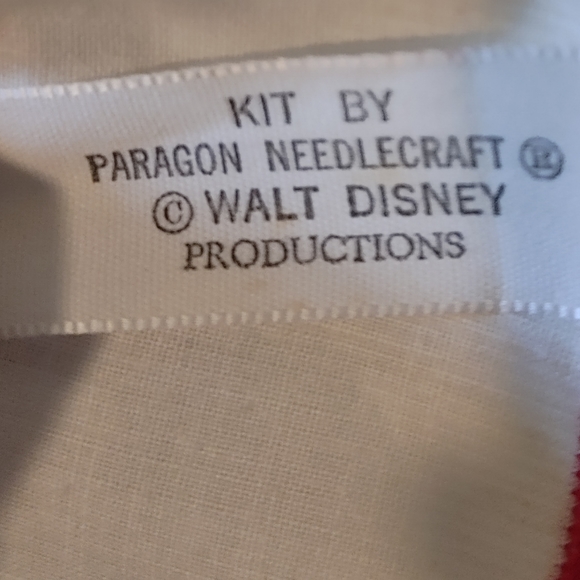 KIT BY
PARAGON NEEDLECRAFT ®
© WALT DISNEY
PRODUCTIONS